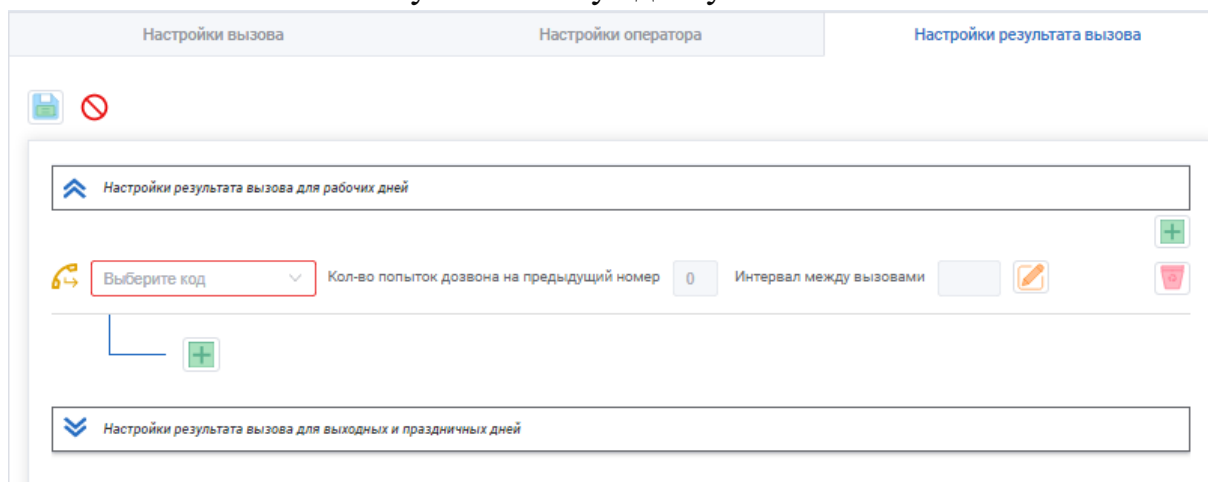 Настройки вызова Настройки оператора Настройки результата вызова
Настройки результата вызова для рабочих дней
Выберите код Кол-во попыток дозвона на предыдущий номер 0 Интервал между вызовами
Настройки результата вызова для выходных и праздничных дней